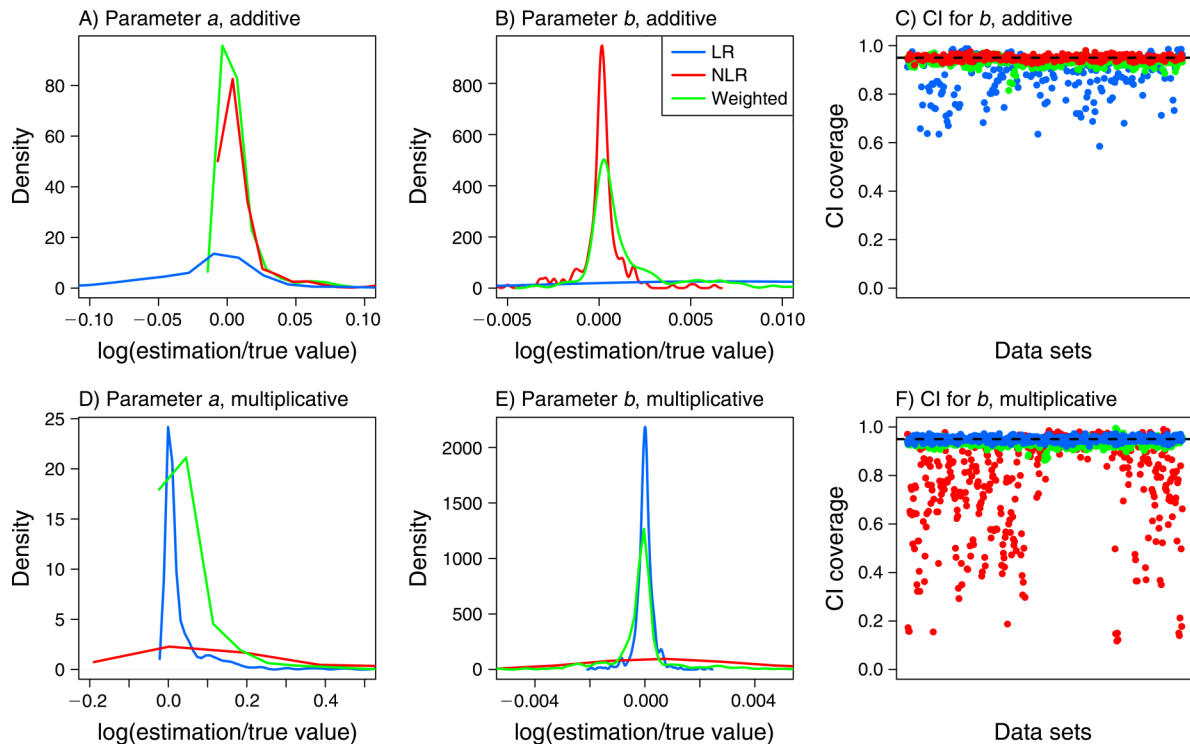 A) Parameter a, additive
Density
0
20
40
60
80
−0.10
−0.05
0.00
0.05
0.10
log(estimation/true value)
B) Parameter b, additive
LR
NLR
Weighted
Density
0
200
400
600
800
−0.005
0.000
0.005
0.010
log(estimation/true value)
C) CI for b, additive
CI coverage
0.0
0.2
0.4
0.6
0.8
1.0
Data sets
D) Parameter a, multiplicative
Density
0
5
10
15
20
25
−0.2
0.0
0.2
0.4
log(estimation/true value)
E) Parameter b, multiplicative
Density
0
500
1000
1500
2000
−0.004
0.000
0.004
log(estimation/true value)
F) CI for b, multiplicative
CI coverage
0.0
0.2
0.4
0.6
0.8
1.0
Data sets